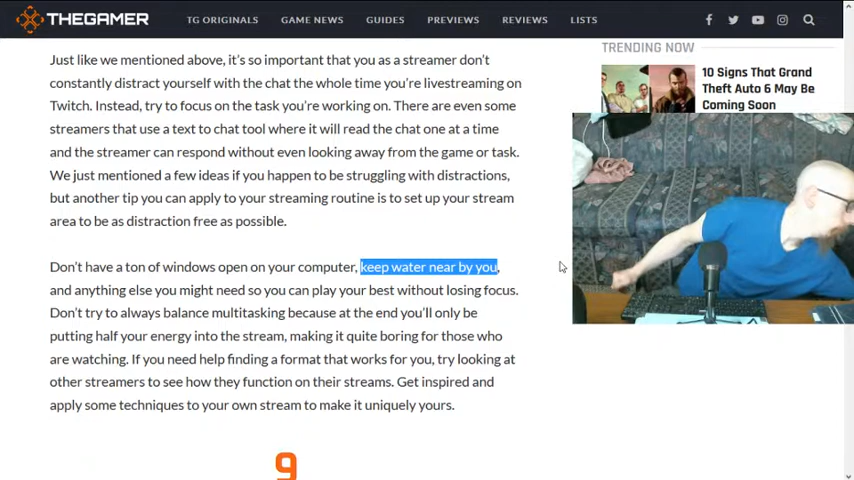 THEGAMER
TG ORIGINALS
GAME NEWS
GUIDES
PREVIEWS
REVIEWS
LISTS
Just like we mentioned above, it's so important that you as a streamer don't
constantly distract yourself with the chat the whole time you're livestreaming on
Twitch. Instead, try to focus on the task you're working on. There are even some
streamers that use a text to chat tool where it will read the chat one at a time
and the streamer can respond without even looking away from the game or task.
We just mentioned a few ideas if you happen to be struggling with distractions,
but another tip you can apply to your streaming routine is to set up your stream
area to be as distraction free as possible.
Don't have a ton of windows open on your computer, keep water near by you,
and anything else you might need so you can play your best without losing focus.
Don't try to always balance multitasking because at the end you'll only be
putting half your energy into the stream, making it quite boring for those who
are watching. If you need help finding a format that works for you, try looking at
other streamers to see how they function on their streams. Get inspired and
apply some techniques to your own stream to make it uniquely yours.
9
TRENDING NOW
10 Signs That Grand
Theft Auto 6 May Be
Coming Soon